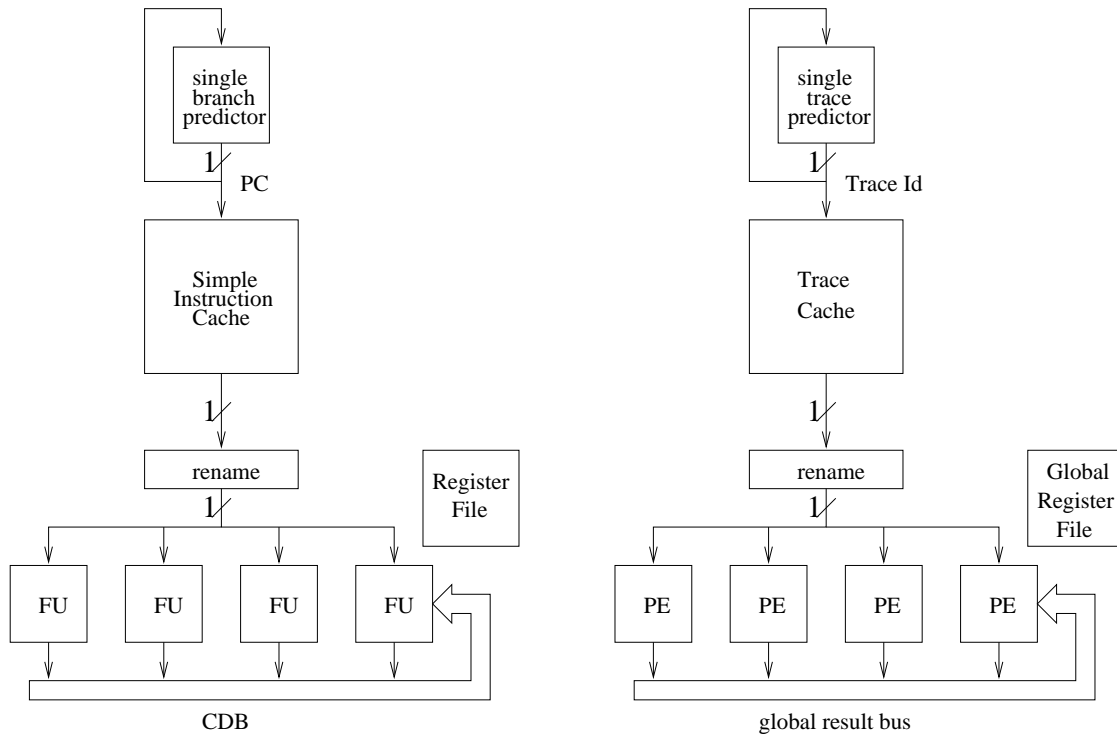 single
branch
predictor
1
PC
Simple
Instruction
Cache
1
rename
1
Register
File
FU
FU
FU
FU
CDB
single
trace
predictor
1
Trace Id
Trace
Cache
1
rename
1
Global
Register
File
PE
PE
PE
PE
global result bus